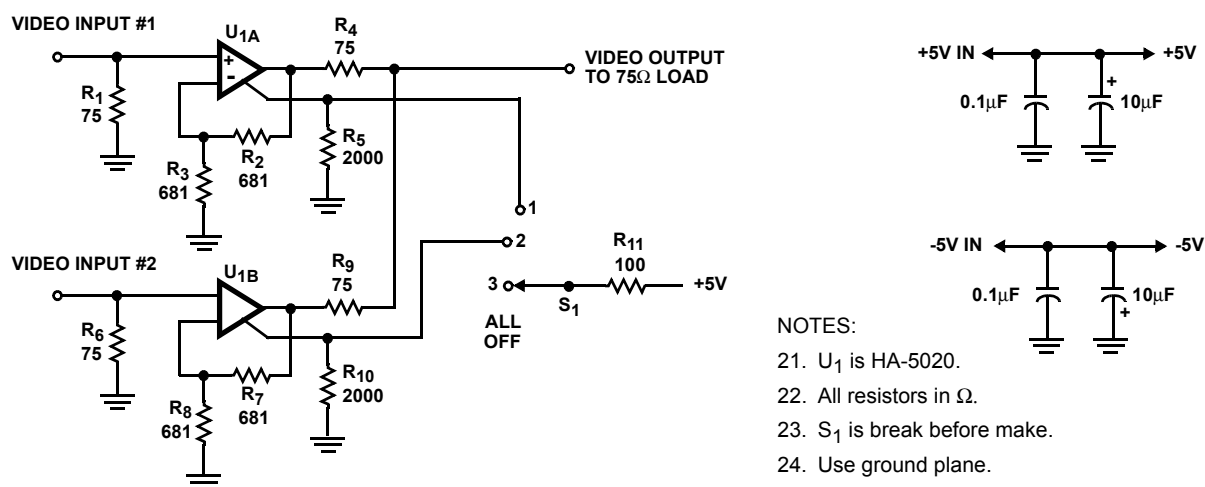 VIDEO INPUT #1
U1A
+
-
R1
75
R2
681
R3
681
R4
75
R5
2000
VIDEO OUTPUT
TO 75Ω LOAD
1
2
3
ALL
OFF
S1
R11
100
+5V
VIDEO INPUT #2
U1B
R6
75
R7
681
R8
681
R9
75
R10
2000
+5V IN
+5V
0.1μF
+
10μF
-5V IN
-5V
0.1μF
10μF
+
NOTES:
21. U1 is HA-5020.
22. All resistors in Ω.
23. S1 is break before make.
24. Use ground plane.